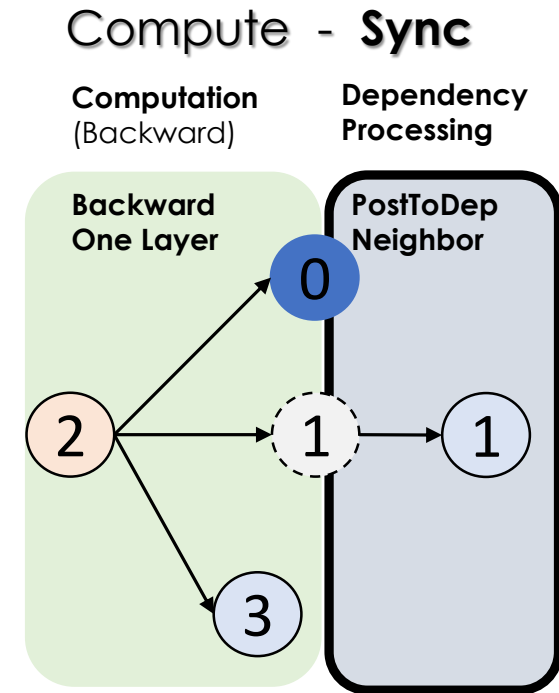 Compute - Sync
Computation
(Backward)
Dependency
Processing
Backward
One Layer
PostToDep
Neighbor
0
2
1
1
3